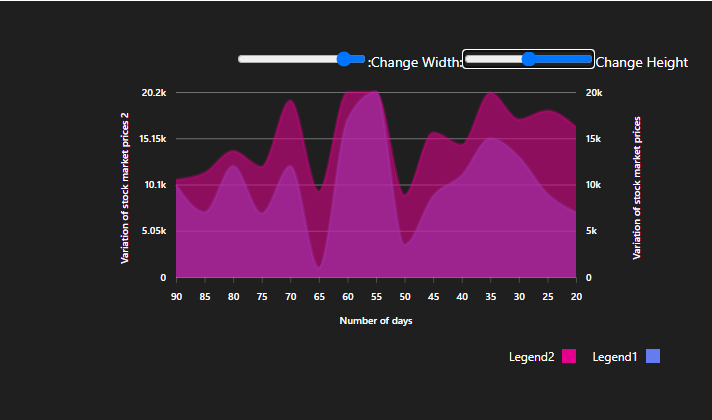 :Change Width: Change Height
20.2k
15.15k
10.1k
5.05k
0
Variation of stock market prices 2
20k
15k
10k
5k
0
Variation of stock market prices
90 85 80 75 70 65 60 55 50 45 40 35 30 25 20
Number of days
Legend2 Legend1